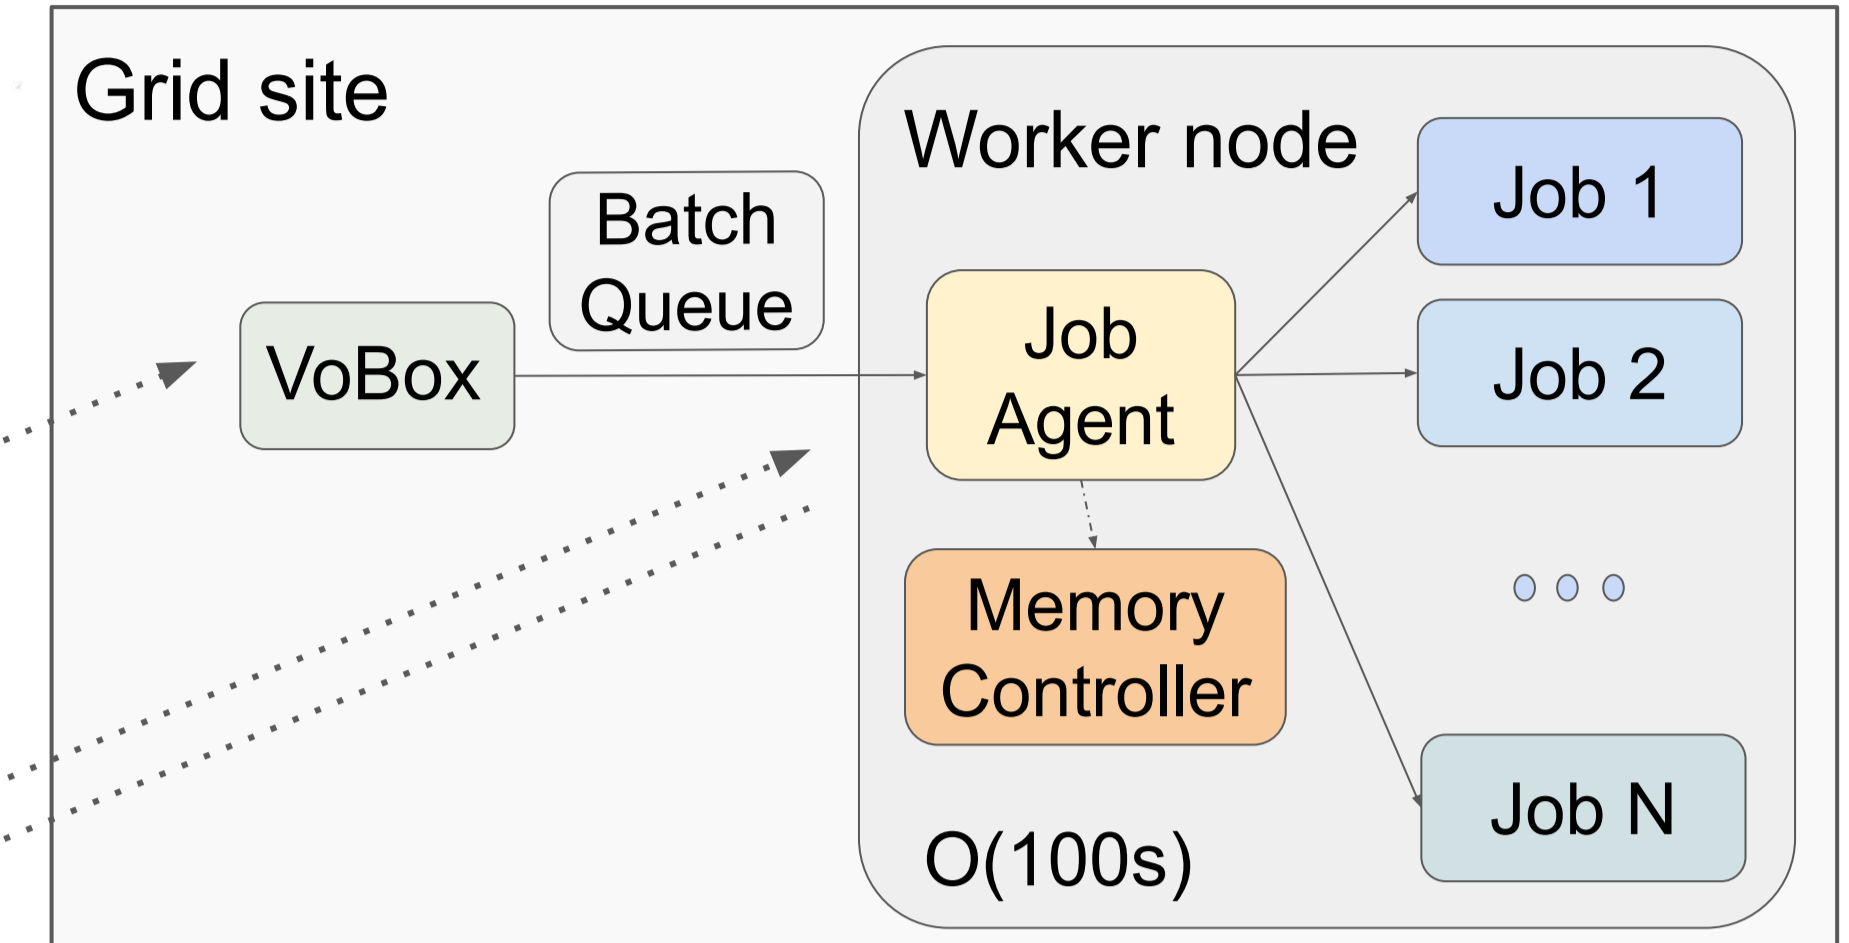 Grid site
Worker node
Batch
Queue
VoBox
Job
Agent
Memory
Controller
O(100s)
Job 1
Job 2
Job N